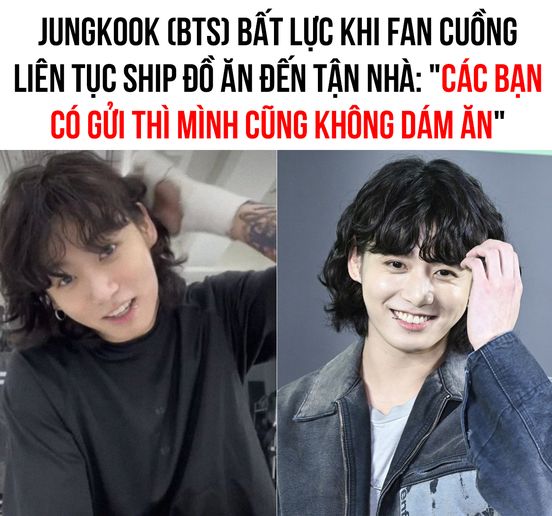 JUNGKOOK (BTS) BẤT LỰC KHI FAN CUỒNG
LIÊN TỤC SHIP ĐỒ ĂN ĐẾN TẬN NHÀ: "CÁC BẠN
CÓ GỬI THÌ MÌNH CŨNG KHÔNG DÁM ĂN"